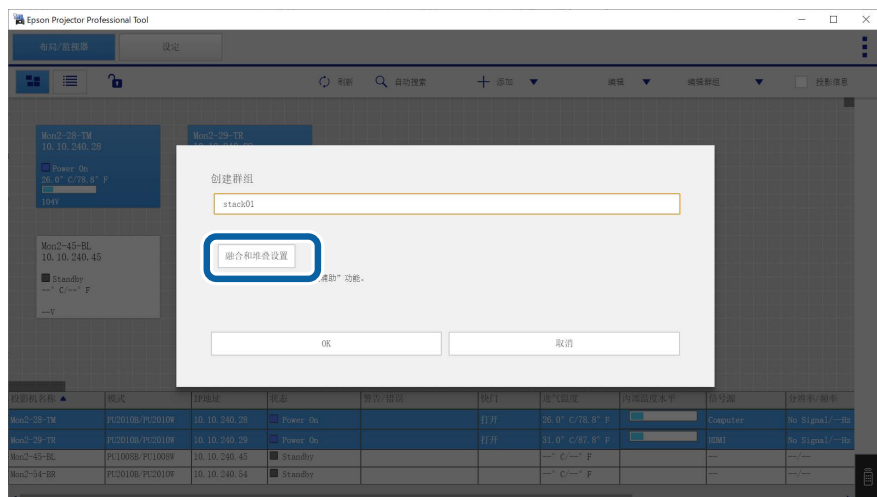 Epson Projector Professional Tool
布局/监视器 设定
刷新 自动搜索 添加 编辑 编辑群组 投影信息
Mon2-28-TM
10.10.240.28
Power On
26.0° C/78.8° F
104V
Mon2-29-TR
Mon2-45-BL
10.10.240.45
Standby
--° C/--° F
--V
创建群组
stack01
融合和堆叠设置
辅助”功能。
OK 取消
投影机名称 模式 IP地址 状态 警告/错误 快门 进气温度 内部温度水平 信号源 分辨率/频率
Mon2-28-TM PU2010B/PU2010W 10.10.240.28 Power On 打开 26.0° C/78.8° F Computer No Signal/--Hz
Mon2-29-TR PU2010B/PU2010W 10.10.240.29 Power On 打开 31.0° C/87.8° F HDMI No Signal/--Hz
Mon2-45-BL PU1008B/PU1008W 10.10.240.45 Standby --° C/--° F -- --/--
Mon2-54-BR PU2010B/PU2010W 10.10.240.54 Standby --° C/--° F -- --/--